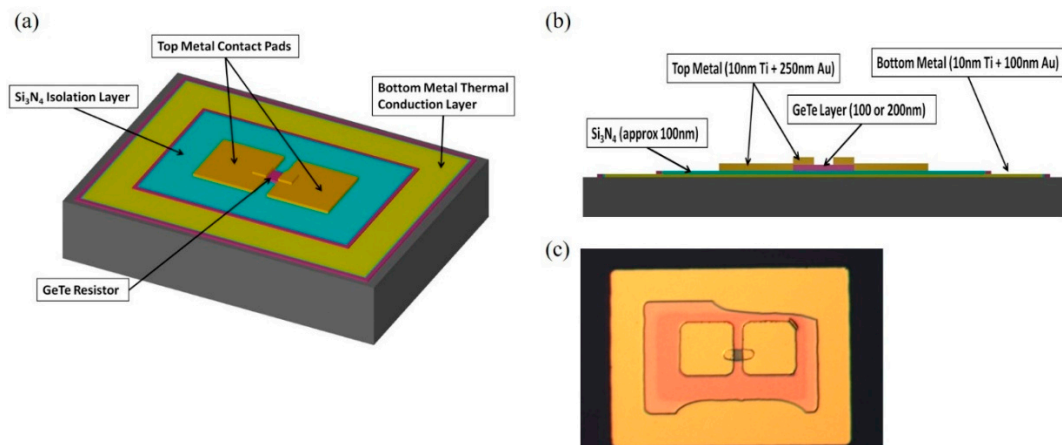 (a)
Top Metal Contact Pads
Si₃N₄ Isolation Layer
Bottom Metal Thermal
Conduction Layer
GeTe Resistor
(b)
Top Metal (10nm Ti + 250nm Au)
Bottom Metal (10nm Ti + 100nm Au)
GeTe Layer (100 or 200nm)
Si₃N₄ (approx 100nm)
(c)